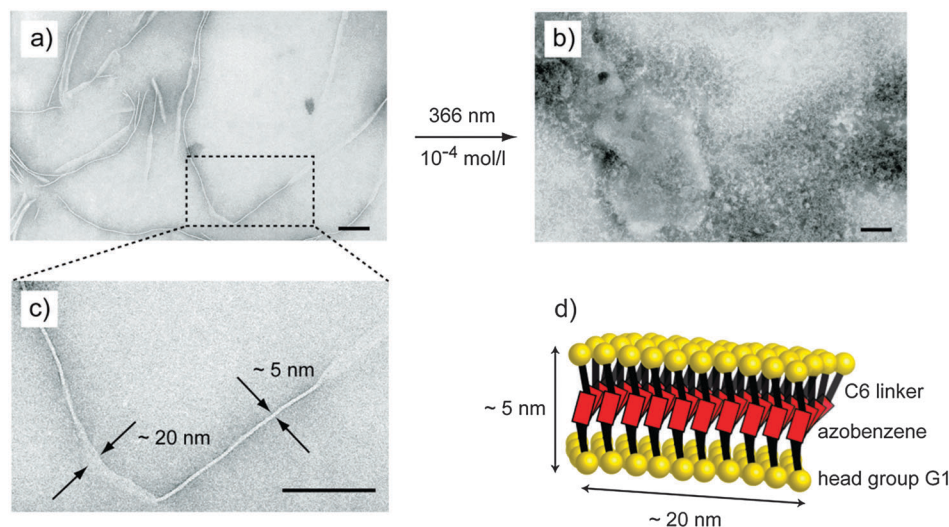 a)
366 nm
10⁻⁴ mol/l
b)
c)
~ 5 nm
~ 20 nm
d)
~ 5 nm
C6 linker
azobenzene
head group G1
~ 20 nm